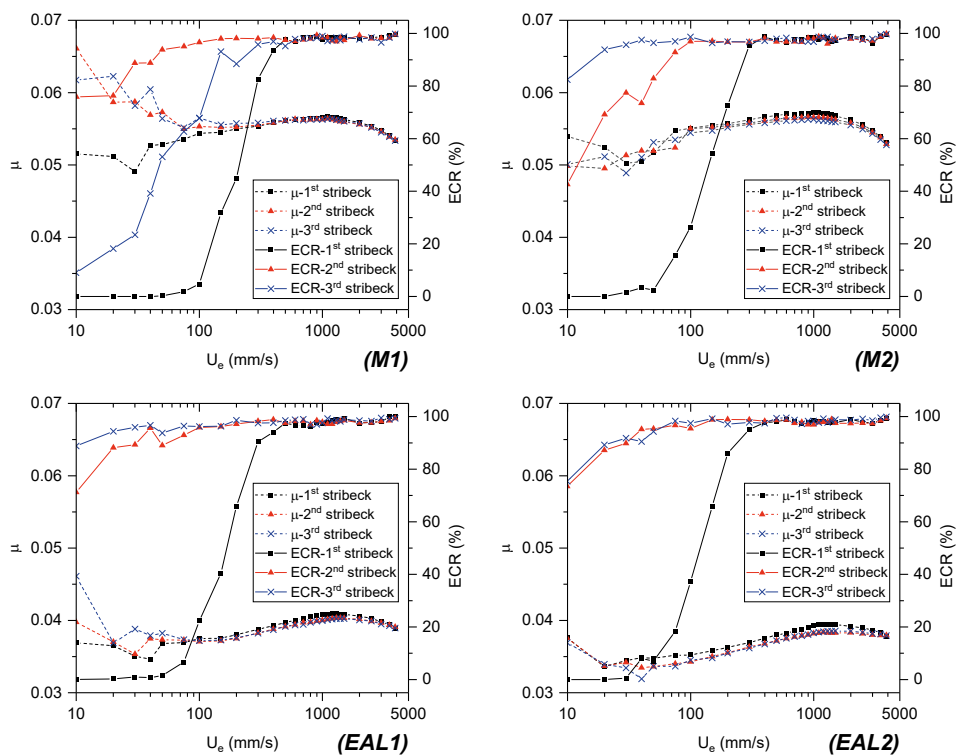 0.07
0.06
0.05
0.04
0.03
μ
100
80
60
40
20
0
ECR (%)
μ-1st stribeck
μ-2nd stribeck
μ-3rd stribeck
ECR-1st stribeck
ECR-2nd stribeck
ECR-3rd stribeck
10 100 1000 5000
Ue (mm/s)
(M1)
0.07
0.06
0.05
0.04
0.03
μ
100
80
60
40
20
0
ECR (%)
μ-1st stribeck
μ-2nd stribeck
μ-3rd stribeck
ECR-1st stribeck
ECR-2nd stribeck
ECR-3rd stribeck
10 100 1000 5000
Ue (mm/s)
(M2)
0.07
0.06
0.05
0.04
0.03
μ
100
80
60
40
20
0
ECR (%)
μ-1st stribeck
μ-2nd stribeck
μ-3rd stribeck
ECR-1st stribeck
ECR-2nd stribeck
ECR-3rd stribeck
10 100 1000 5000
Ue (mm/s)
(EAL1)
0.07
0.06
0.05
0.04
0.03
μ
100
80
60
40
20
0
ECR (%)
μ-1st stribeck
μ-2nd stribeck
μ-3rd stribeck
ECR-1st stribeck
ECR-2nd stribeck
ECR-3rd stribeck
10 100 1000 5000
Ue (mm/s)
(EAL2)